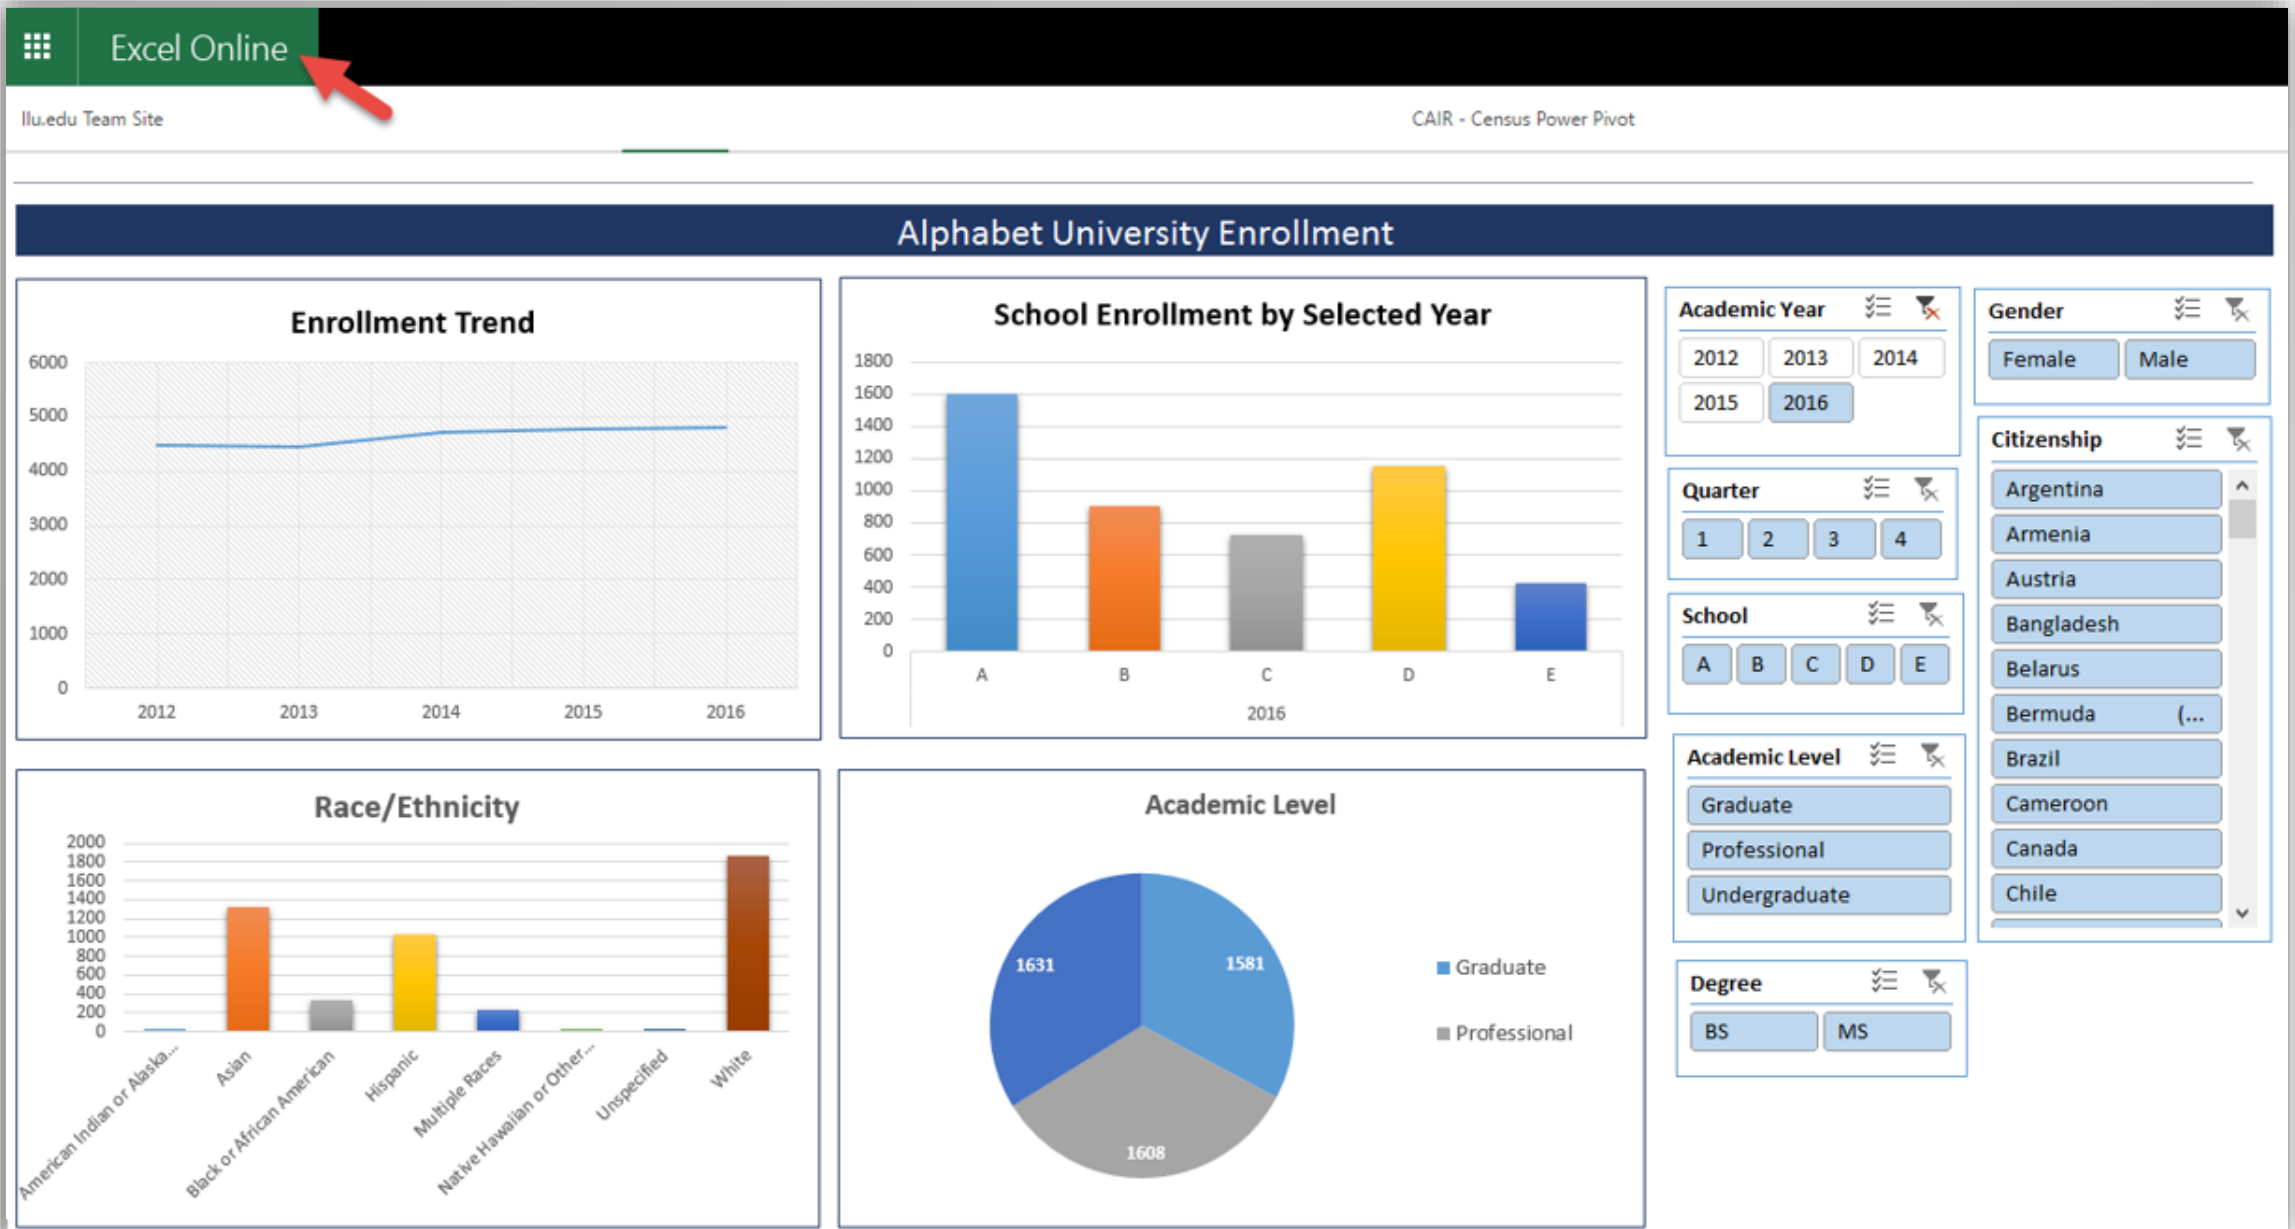 Excel Online
llu.edu Team Site
CAIR - Census Power Pivot
Alphabet University Enrollment
Enrollment Trend
6000
5000
4000
3000
2000
1000
0
2012 2013 2014 2015 2016
School Enrollment by Selected Year
1800
1600
1400
1200
1000
800
600
400
200
0
A B C D E
2016
Race/Ethnicity
2000
1800
1600
1400
1200
1000
800
600
400
200
0
American Indian or Alaska...
Asian
Black or African American
Hispanic
Multiple Races
Native Hawaiian or Other...
Unspecified
White
Academic Level
1631
1581
1608
Graduate
Professional
Academic Year
2012 2013 2014
2015 2016
Quarter
1 2 3 4
School
A B C D E
Academic Level
Graduate
Professional
Undergraduate
Degree
BS MS
Gender
Female Male
Citizenship
Argentina
Armenia
Austria
Bangladesh
Belarus
Bermuda (...
Brazil
Cameroon
Canada
Chile